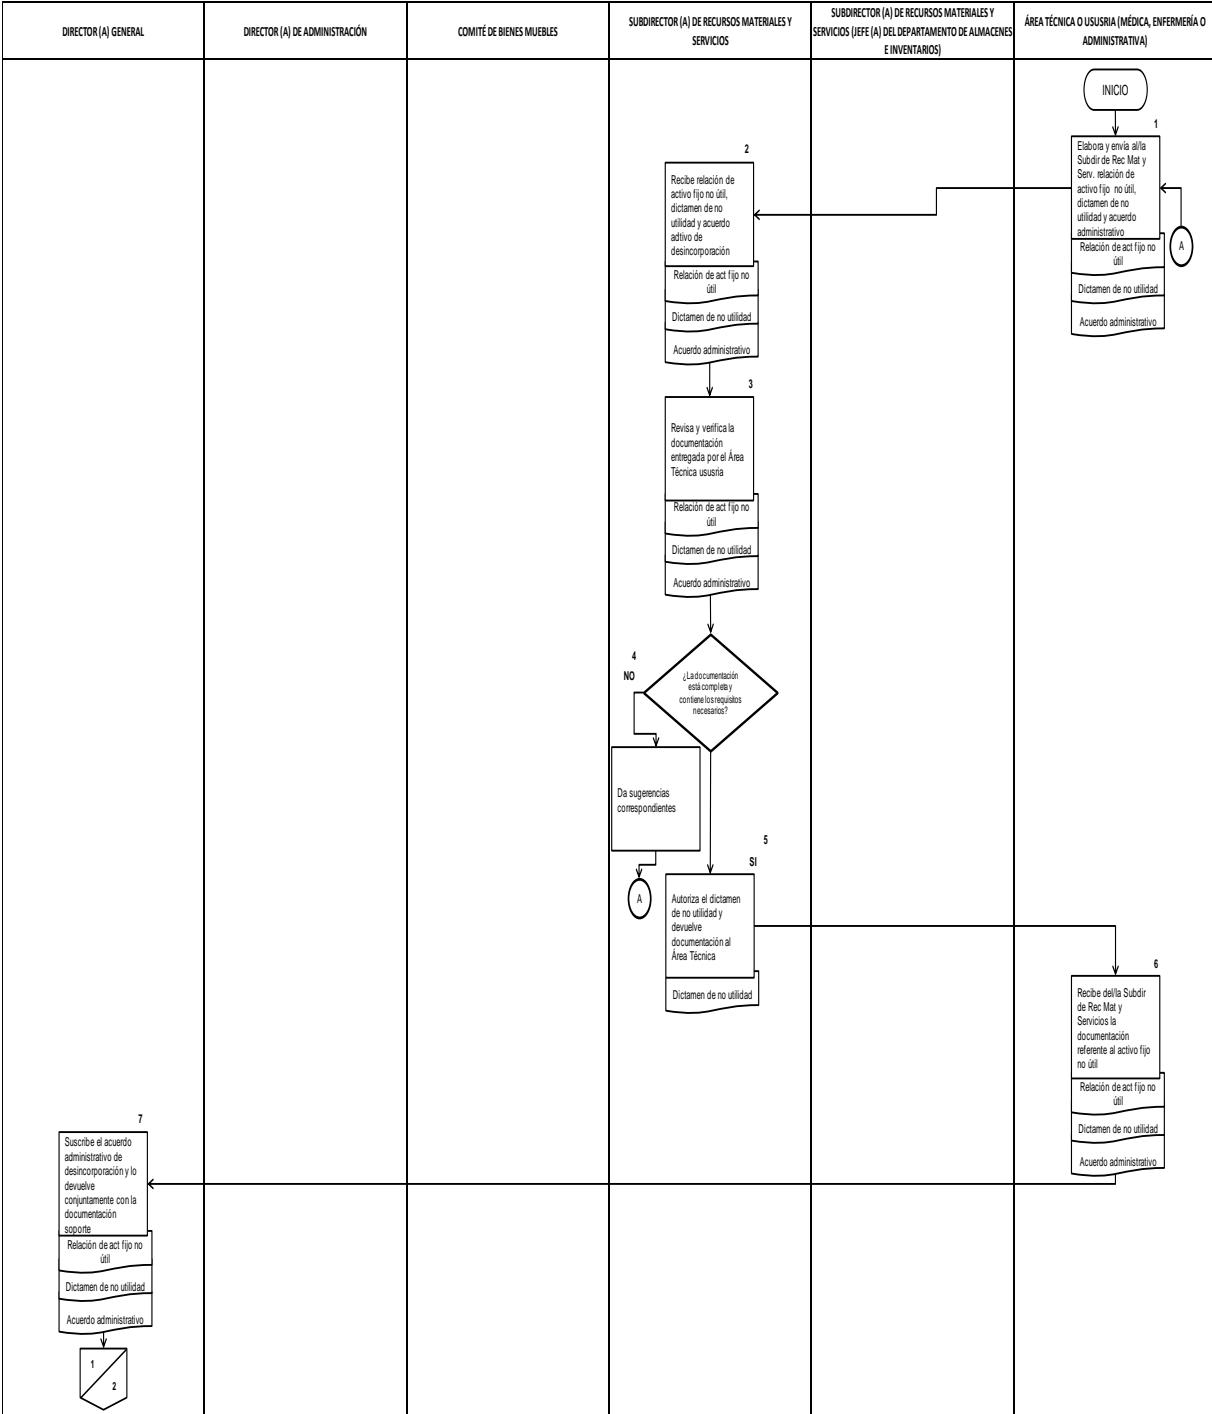 DIRECTOR (A) GENERAL
DIRECTOR (A) DE ADMINISTRACIÓN
COMITÉ DE BIENES MUEBLES
SUBDIRECTOR (A) DE RECURSOS MATERIALES Y
SERVICIOS
SUBDIRECTOR (A) DE RECURSOS MATERIALES Y
SERVICIOS (JEFE (A) DEL DEPARTAMENTO DE ALMACENES
E INVENTARIOS)
ÁREA TÉCNICA O USUSRIA (MÉDICA, ENFERMERÍA O
ADMINISTRATIVA)
INICIO
1
Elabora y envía al/la
Subdir de Rec Mat y
Serv. relación de
activo fijo no útil,
dictamen de no
utilidad y acuerdo
administrativo
Relación de act fijo no
útil
Dictamen de no utilidad
Acuerdo administrativo
A
2
Recibe relación de
activo fijo no útil,
dictamen de no
utilidad y acuerdo
adtivo de
desincorporación
Relación de act fijo no
útil
Dictamen de no utilidad
Acuerdo administrativo
3
Revisa y verifica la
documentación
entregada por el Área
Técnica ususria
Relación de act fijo no
útil
Dictamen de no utilidad
Acuerdo administrativo
¿La documentación
está completa y
contiene los requisitos
necesarios?
4
NO
Da sugerencias
correspondientes
A
5
SI
Autoriza el dictamen
de no utilidad y
devuelve
documentación al
Área Técnica
Dictamen de no utilidad
6
Recibe del/la Subdir
de Rec Mat y
Servicios la
documentación
referente al activo fijo
no útil
Relación de act fijo no
útil
Dictamen de no utilidad
Acuerdo administrativo
7
Suscribe el acuerdo
administrativo de
desincorporación y lo
devuelve
conjuntamente con la
documentación
soporte
Relación de act fijo no
útil
Dictamen de no utilidad
Acuerdo administrativo
1
2